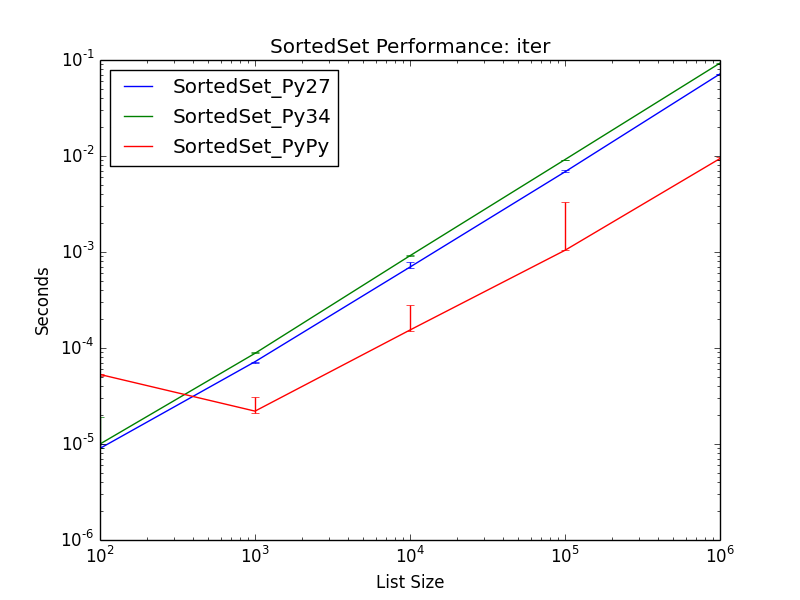 SortedSet Performance: iter
10^-1
SortedSet_Py27
SortedSet_Py34
SortedSet_PyPy
10^-2
10^-3
Seconds
10^-4
10^-5
10^-6
10^2 10^3 10^4 10^5 10^6
List Size